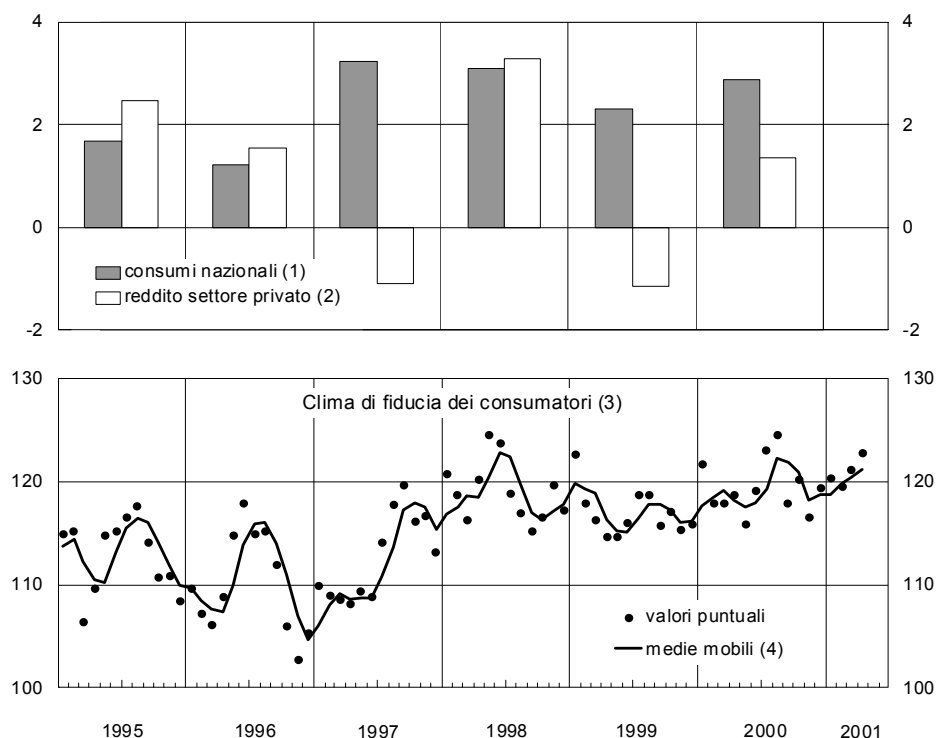 4 4
2 2
0 0
consumi nazionali (1)
reddito settore privato (2)
-2 -2
130 130
Clima di fiducia dei consumatori (3)
120 120
110 110
valori puntuali
medie mobili (4)
100 100
1995 1996 1997 1998 1999 2000 2001